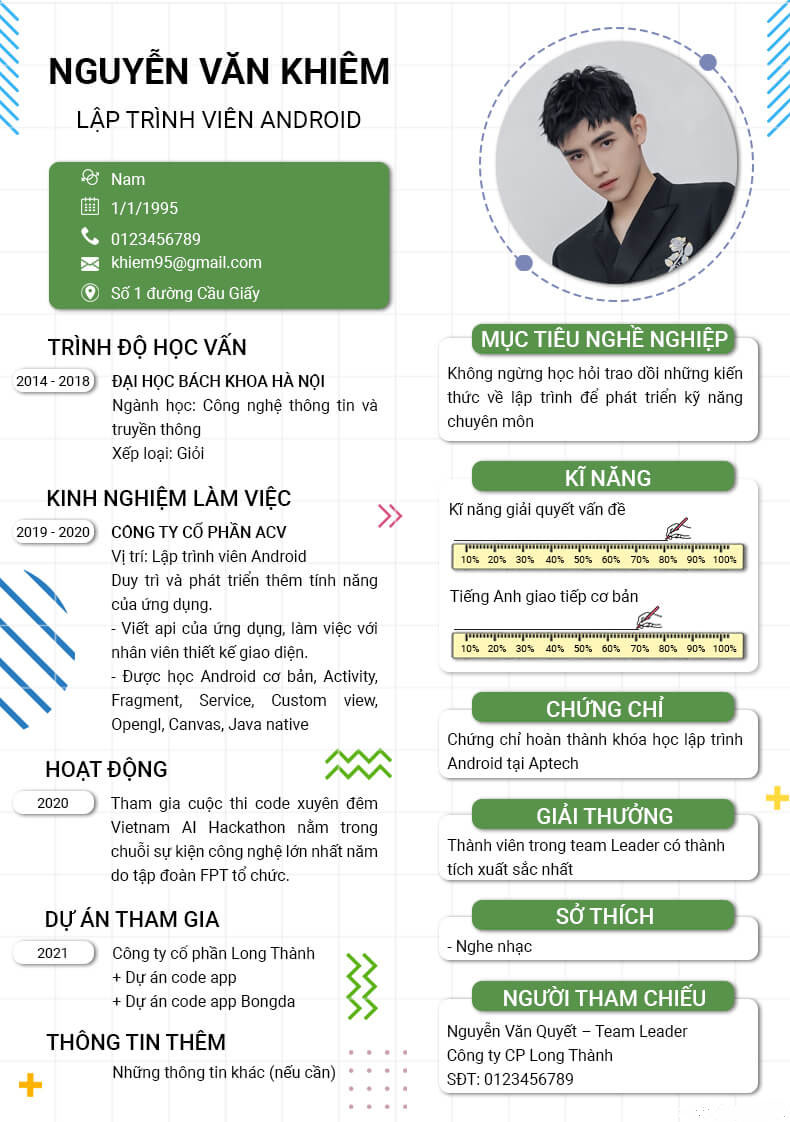 NGUYỄN VĂN KHIÊM
LẬP TRÌNH VIÊN ANDROID
Nam
1/1/1995
0123456789
khiem95@gmail.com
Số 1 đường Cầu Giấy
TRÌNH ĐỘ HỌC VẤN
2014 - 2018
ĐẠI HỌC BÁCH KHOA HÀ NỘI
Ngành học: Công nghệ thông tin và
truyền thông
Xếp loại: Giỏi
KINH NGHIỆM LÀM VIỆC
2019 - 2020
CÔNG TY CỔ PHẦN ACV
Vị trí: Lập trình viên Android
Duy trì và phát triển thêm tính năng
của ứng dụng.
- Viết api của ứng dụng, làm việc với
nhân viên thiết kế giao diện.
- Được học Android cơ bản, Activity,
Fragment, Service, Custom view,
Opengl, Canvas, Java native
HOẠT ĐỘNG
2020
Tham gia cuộc thi code xuyên đêm
Vietnam AI Hackathon nằm trong
chuỗi sự kiện công nghệ lớn nhất năm
do tập đoàn FPT tổ chức.
DỰ ÁN THAM GIA
2021
Công ty cổ phần Long Thành
+ Dự án code app
+ Dự án code app Bongda
THÔNG TIN THÊM
Những thông tin khác (nếu cần)
MỤC TIÊU NGHỀ NGHIỆP
Không ngừng học hỏi trao dồi những kiến
thức về lập trình để phát triển kỹ năng
chuyên môn
KĨ NĂNG
Kĩ năng giải quyết vấn đề
10% 20% 30% 40% 50% 60% 70% 80% 90% 100%
Tiếng Anh giao tiếp cơ bản
10% 20% 30% 40% 50% 60% 70% 80% 90% 100%
CHỨNG CHỈ
Chứng chỉ hoàn thành khóa học lập trình
Android tại Aptech
GIẢI THƯỞNG
Thành viên trong team Leader có thành
tích xuất sắc nhất
SỞ THÍCH
- Nghe nhạc
NGƯỜI THAM CHIẾU
Nguyễn Văn Quyết – Team Leader
Công ty CP Long Thành
SĐT: 0123456789